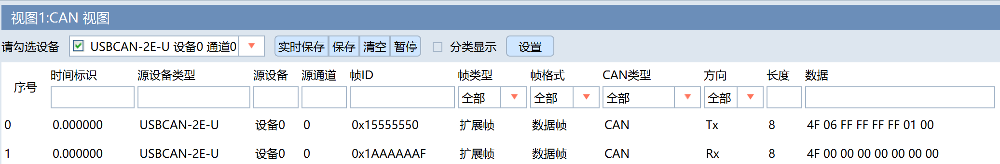 视图1:CAN 视图
请勾选设备 USBCAN-2E-U 设备0 通道0 实时保存 保存 清空 暂停 分类显示 设置
序号 时间标识 源设备类型 源设备 源通道 帧ID 帧类型 帧格式 CAN类型 方向 长度 数据
全部 全部 全部 全部
0 0.000000 USBCAN-2E-U 设备0 0 0x15555550 扩展帧 数据帧 CAN Tx 8 4F 06 FF FF FF FF 01 00
1 0.000000 USBCAN-2E-U 设备0 0 0x1AAAAAAF 扩展帧 数据帧 CAN Rx 8 4F 00 00 00 00 00 00 00